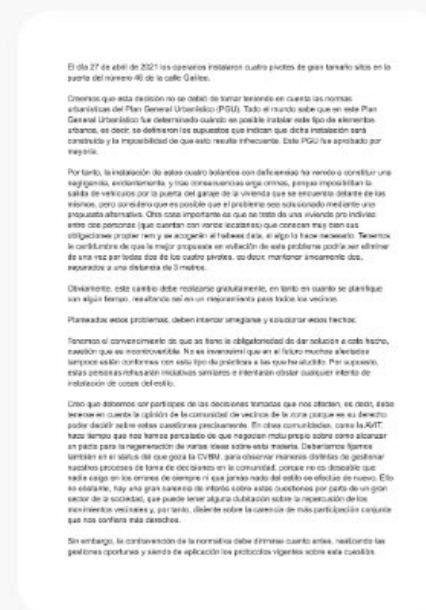 El día 27 de abril de 2021 los operarios instalaron cuatro pivotes de gran tamaño sitos en la
puerta del número 46 de la calle Galileo.
Creemos que esta decisión no se debió de tomar teniendo en cuenta las normas
urbanísticas del Plan General Urbanístico (PGU). Todo el mundo sabe que en este Plan
General Urbanístico fue determinado cuándo es posible instalar este tipo de elementos
urbanos, es decir, se definieron los supuestos que indican que dicha instalación será
construida y la imposibilidad de que esto resulte infrecuente. Este PGU fue aprobado por
mayoría.
Por tanto, la instalación de estos cuatro bolardos con deficiencias ha venido a constituir una
negligencia, evidentemente, y trae consecuencias erga omnes, porque imposibilitan la
salida de vehículos por la puerta del garaje de la vivienda que se encuentra delante de los
mismos, pero considero que es posible que el problema sea solucionado mediante una
propuesta alternativa. Otra cosa importante es que se trata de una vivienda pro indiviso
entre dos personas (que cuentan con varios locatarios) que conocen muy bien sus
obligaciones propter rem y se acogerán al habeas data, si algo lo hace necesario. Tenemos
la certidumbre de que la mejor propuesta en evitación de este problema podría ser eliminar
de una vez por todas dos de los cuatro pivotes, es decir, mantener únicamente dos,
separados a una distancia de 3 metros.
Obviamente, este cambio debe realizarse gratuitamente, en tanto en cuanto se planifique
con algún tiempo, resultando así en un mejoramiento para todos los vecinos.
Planteados estos problemas, deben intentar arreglarse y solucionar estos hechos.
Tenemos el convencimiento de que se tiene la obligatoriedad de dar solución a este hecho,
cuestión que es incontrovertible. No es inverosímil que en el futuro muchos afectados
tampoco estén conformes con este tipo de prácticas a las que he aludido. Por supuesto,
estas personas rehusarán iniciativas similares e intentarán obstar cualquier intento de
instalación de cosas del estilo.
Creo que debemos ser partícipes de las decisiones tomadas que nos afecten, es decir, debe
tenerse en cuenta la opinión de la comunidad de vecinos de la zona porque es su derecho
poder decidir sobre estas cuestiones precisamente. En otras comunidades, como la AVIT,
hace tiempo que nos hemos percatado de que negocian motu proprio sobre cómo alcanzar
un pacto para la regeneración de varias ideas sobre esta materia. Deberíamos fijarnos
también en el status del que goza la CVBM, para observar maneras distintas de gestionar
nuestros procesos de toma de decisiones en la comunidad, porque no es deseable que
nadie caiga en los errores de siempre ni que jamás nada del estilo se efectúe de nuevo. Ello
no obstante, hay una gran carencia de interés sobre estas cuestiones por parte de un gran
sector de la sociedad, que puede tener alguna dubitación sobre la repercusión de los
movimientos vecinales y, por tanto, disiente sobre la carencia de más participación conjunta
que nos confiera más derechos.
Sin embargo, la contravención de la normativa debe dirimirse cuanto antes, realizando las
gestiones oportunas y siendo de aplicación los protocolos vigentes sobre esta cuestión.